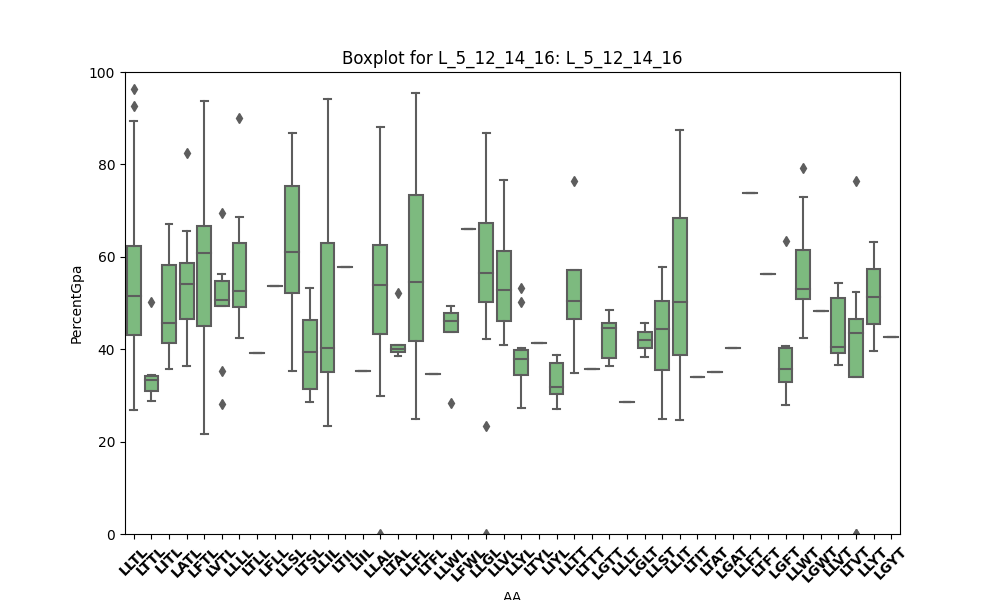 Boxplot for L_5_12_14_16: L_5_12_14_16
PercentGpa
100
80
60
40
20
0
LLTL LTTL LITL LATL LFTL LVTL LLLL LTLL LFLL LLSL LTSL LLIL LTIL LIIL LLAL LTAL LLFL LTFL LLWL LFWL LLGL LLVL LLYL LTYL LIYL LLTT LTTT LGTT LLLT LGLT LLST LLIT LTIT LTAT LGAT LLFT LTFT LGFT LLWT LGWT LLVT LTVT LLYT LGYT
AA